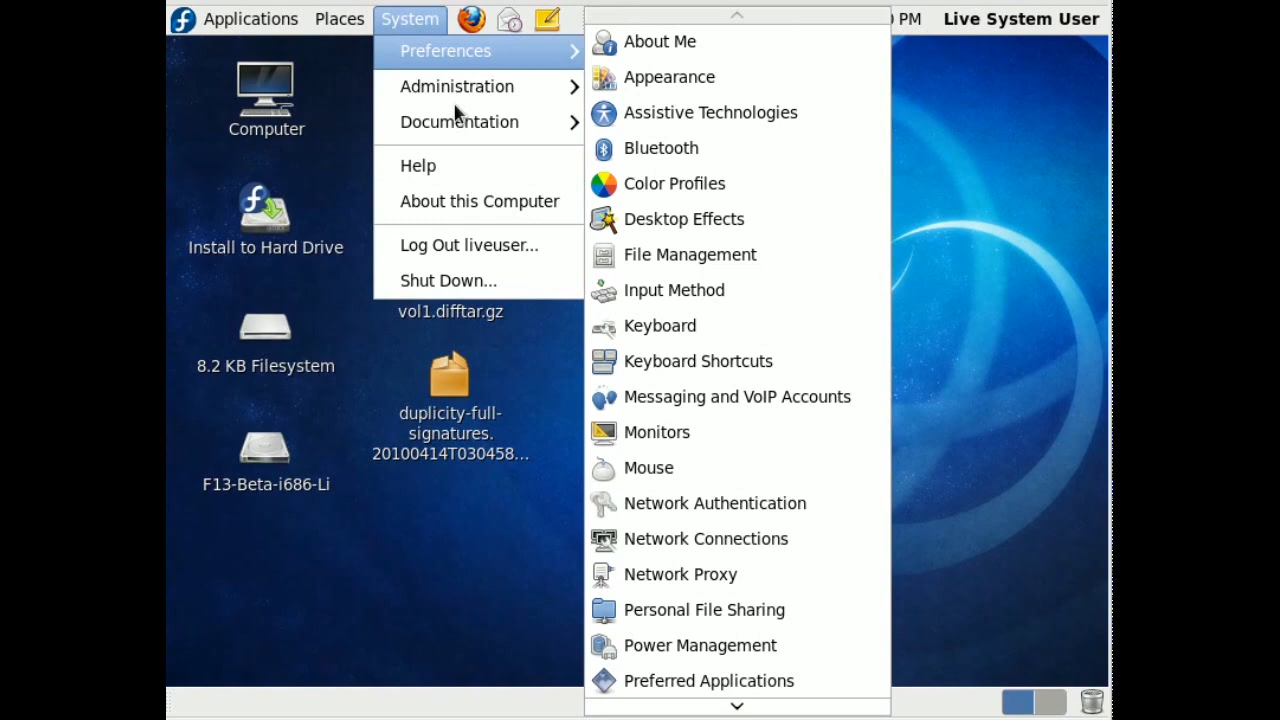 Applications Places System
PM Live System User
Preferences
Administration
Documentation
Help
About this Computer
Log Out liveuser...
Shut Down...
About Me
Appearance
Assistive Technologies
Bluetooth
Color Profiles
Desktop Effects
File Management
Input Method
Keyboard
Keyboard Shortcuts
Messaging and VoIP Accounts
Monitors
Mouse
Network Authentication
Network Connections
Network Proxy
Personal File Sharing
Power Management
Preferred Applications
Computer
Install to Hard Drive
8.2 KB Filesystem
F13-Beta-i686-Li
vol1.difftar.gz
duplicity-full-
signatures.
20100414T030458...